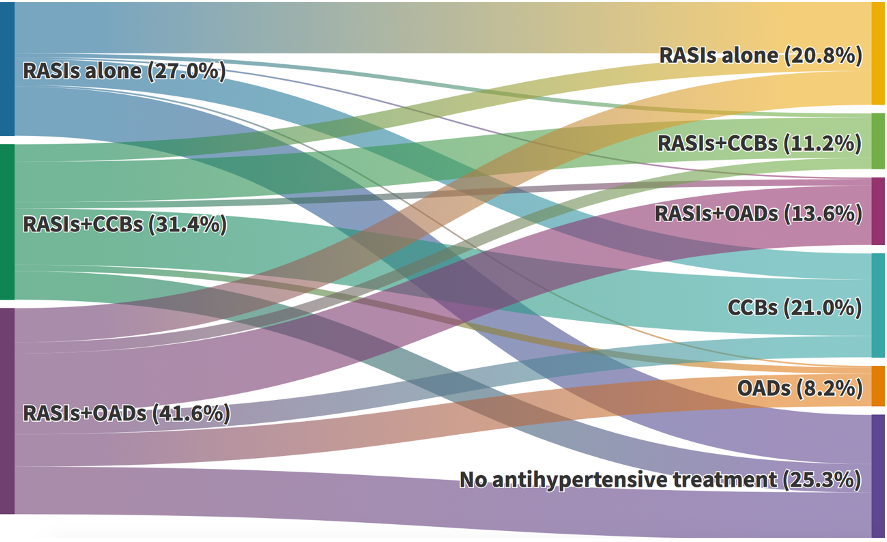 RASIs alone (27.0%)
RASIs+CCBs (31.4%)
RASIs+OADs (41.6%)
RASIs alone (20.8%)
RASIs+CCBs (11.2%)
RASIs+OADs (13.6%)
CCBs (21.0%)
OADs (8.2%)
No antihypertensive treatment (25.3%)